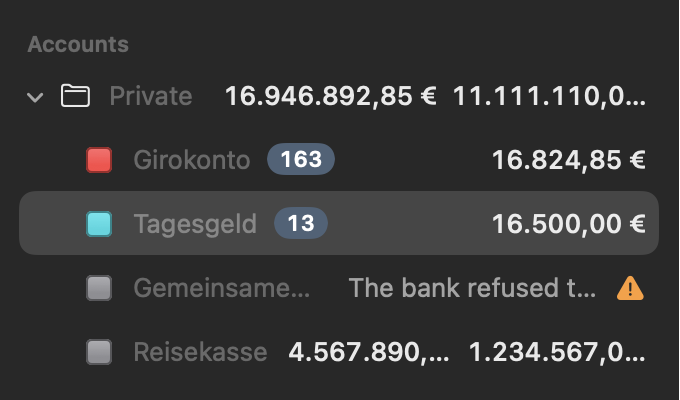 Accounts
Private 16.946.892,85 € 11.111.110,0...
Girokonto 163 16.824,85 €
Tagesgeld 13 16.500,00 €
Gemeinsame... The bank refused t...
Reisekasse 4.567.890,... 1.234.567,0...